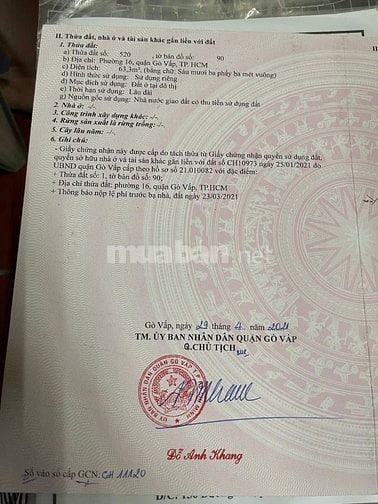 II. Thửa đất, nhà ở và tài sản khác gắn liền với đất
1. Thửa đất:
a) Thửa đất số: 520 tờ bản đồ số: 90
b) Địa chỉ: Phường 16, quận Gò Vấp, TP.HCM
c) Diện tích: 63,3m², (bằng chữ: Sáu mươi ba phẩy ba mét vuông)
d) Hình thức sử dụng: Sử dụng riêng
đ) Mục đích sử dụng: Đất ở tại đô thị
e) Thời hạn sử dụng: Lâu dài
g) Nguồn gốc sử dụng: Nhà nước giao đất có thu tiền sử dụng đất
2. Nhà ở: -/-.
3. Công trình xây dựng khác: -/-.
4. Rừng sản xuất là rừng trồng: -/-.
5. Cây lâu năm: -/-.
6. Ghi chú:
- Giấy chứng nhận này được cấp do tách thửa từ Giấy chứng nhận quyền sử dụng đất,
quyền sở hữu nhà ở và tài sản khác gắn liền với đất số CH10973 ngày 25/01/2021 do
UBND quận Gò Vấp cấp theo hồ sơ số 21.010082 với đặc điểm:
+ Thửa đất số: 1, tờ bản đồ số: 90;
+ Địa chỉ thửa đất: phường 16, quận Gò Vấp, TP.HCM
+ Thông báo nộp lệ phí trước bạ nhà, đất ngày 23/03/2021
muaban.net
Gò Vấp, ngày 29 tháng 4 năm 2021
TM. ỦY BAN NHÂN DÂN QUẬN GÒ VẤP
Q.CHỦ TỊCH
Đỗ Anh Khang
Số vào sổ cấp GCN: CH 11120